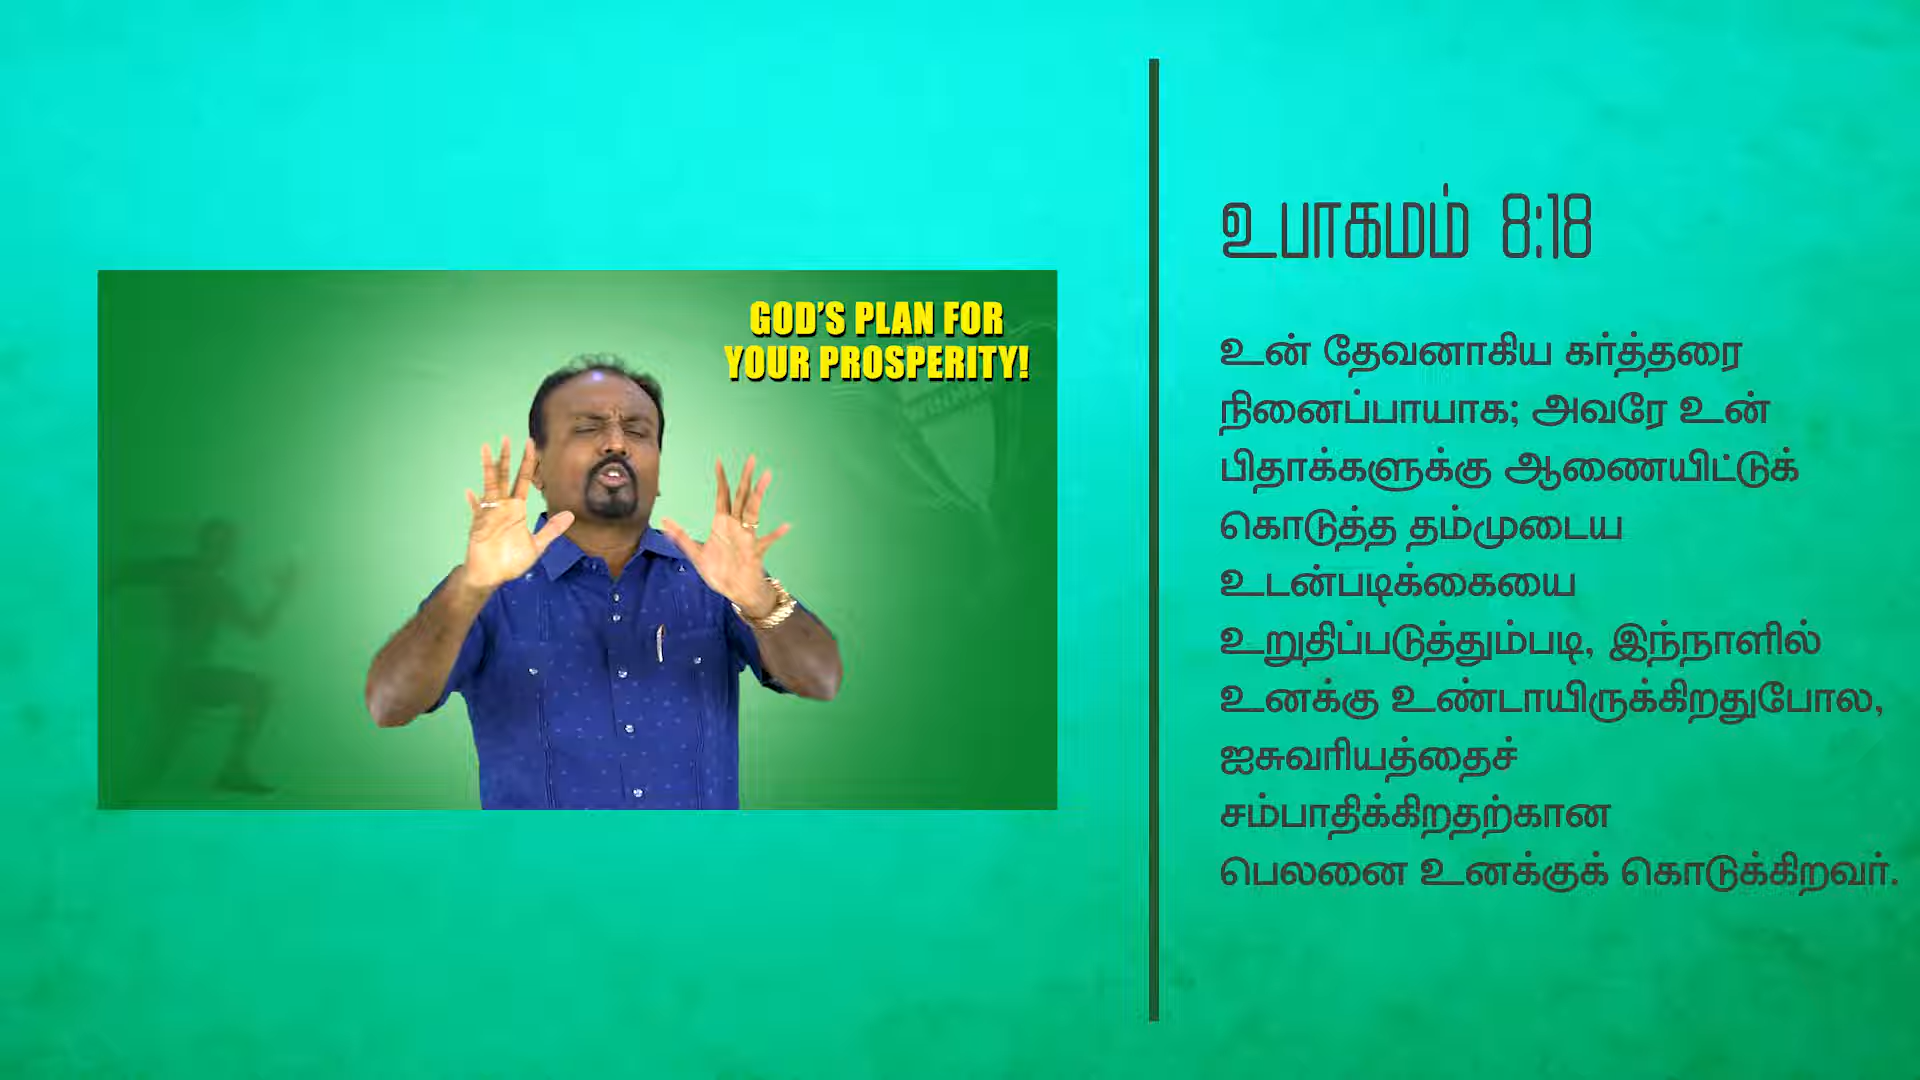 GOD'S PLAN FOR
YOUR PROSPERITY!
உபாகமம் 8:18
உன் தேவனாகிய கர்த்தரை
நினைப்பாயாக; அவரே உன்
பிதாக்களுக்கு ஆணையிட்டுக்
கொடுத்த தம்முடைய
உடன்படிக்கையை
உறுதிப்படுத்தும்படி, இந்நாளில்
உனக்கு உண்டாயிருக்கிறதுபோல,
ஐசுவரியத்தைச்
சம்பாதிக்கிறதற்கான
பெலனை உனக்குக் கொடுக்கிறவர்.